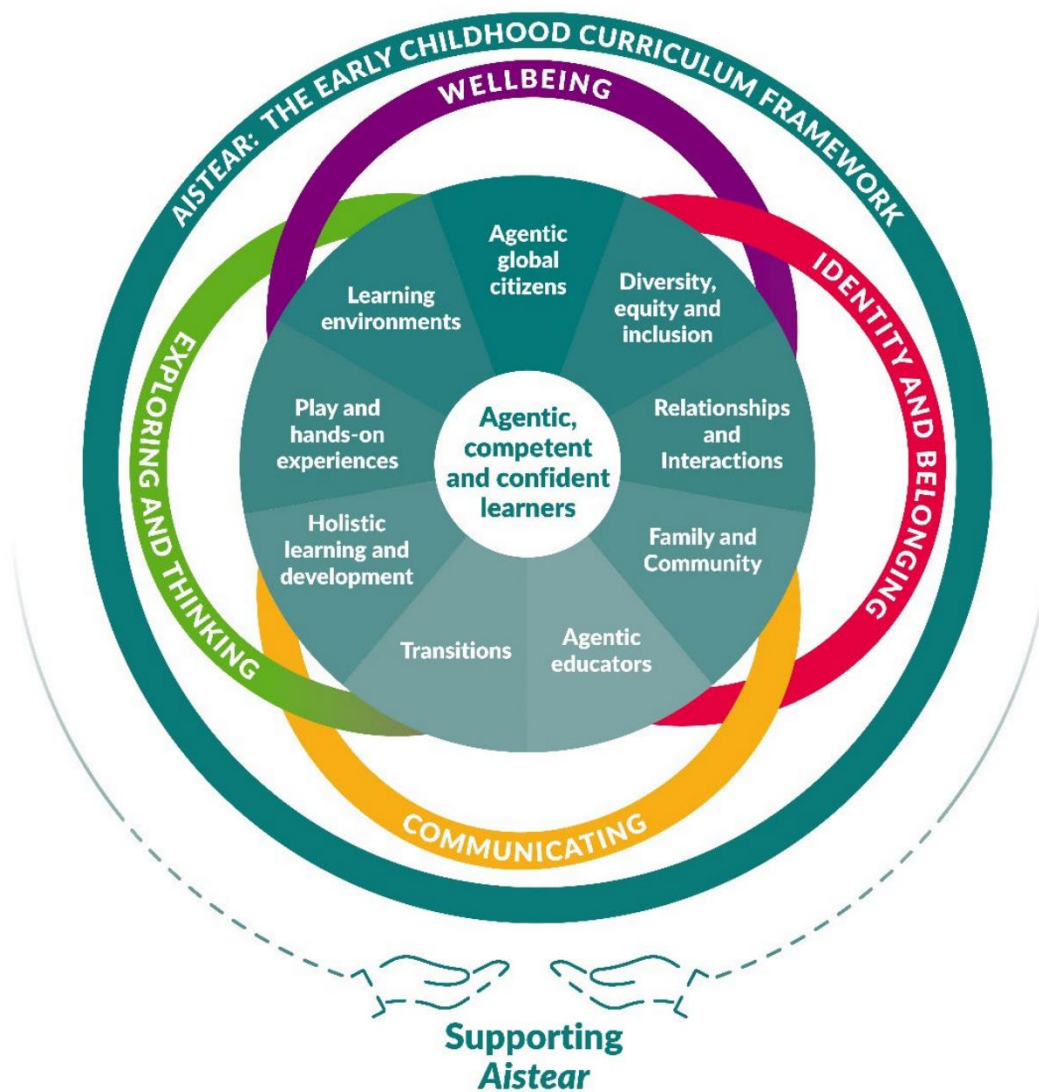 AISTEAR: THE EARLY CHILDHOOD CURRICULUM FRAMEWORK
WELLBEING
IDENTITY AND BELONGING
EXPLORING AND THINKING
COMMUNICATING
Agentic
global
citizens
Diversity,
equity and
inclusion
Relationships
and
Interactions
Family and
Community
Agentic
educators
Transitions
Holistic
learning and
development
Play and
hands-on
experiences
Learning
environments
Agentic,
competent
and confident
learners
Supporting
Aistear